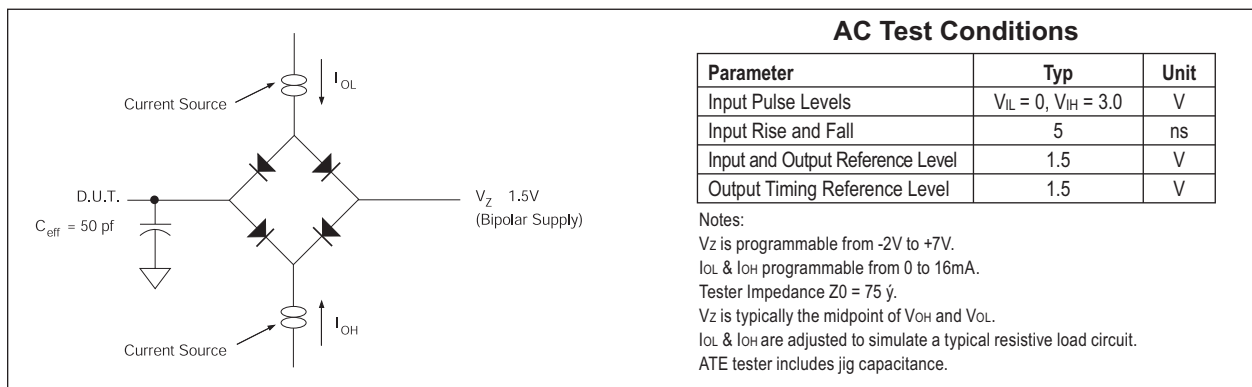 I_OL
Current Source
D.U.T.
C_eff = 50 pf
V_Z 1.5V
(Bipolar Supply)
I_OH
Current Source
AC Test Conditions
Parameter Typ Unit
Input Pulse Levels VIL = 0, VIH = 3.0 V
Input Rise and Fall 5 ns
Input and Output Reference Level 1.5 V
Output Timing Reference Level 1.5 V
Notes:
VZ is programmable from -2V to +7V.
IOL & IOH programmable from 0 to 16mA.
Tester Impedance Z0 = 75 ý.
VZ is typically the midpoint of VOH and VOL.
IOL & IOH are adjusted to simulate a typical resistive load circuit.
ATE tester includes jig capacitance.